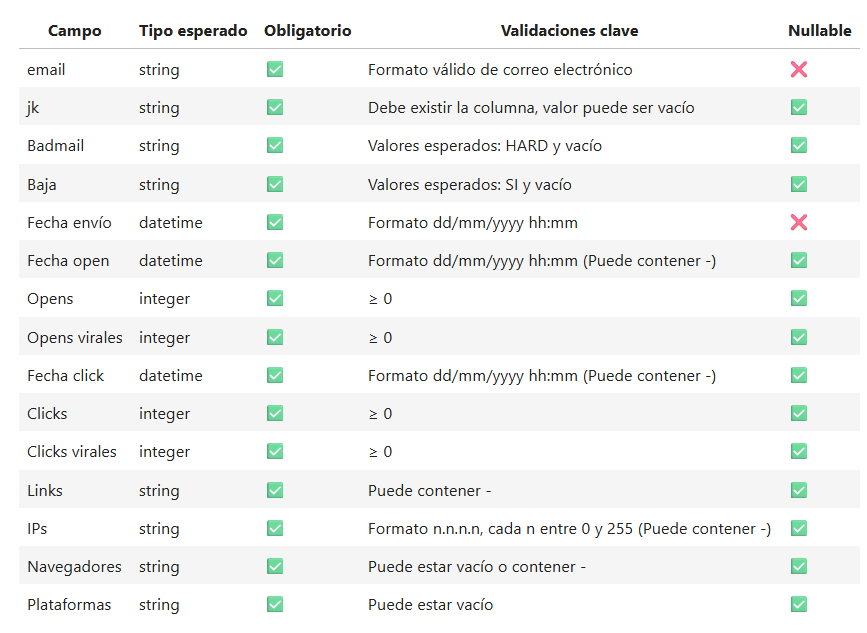 Campo Tipo esperado Obligatorio Validaciones clave Nullable
email string ✅ Formato válido de correo electrónico ❌
jk string ✅ Debe existir la columna, valor puede ser vacío ✅
Badmail string ✅ Valores esperados: HARD y vacío ✅
Baja string ✅ Valores esperados: SI y vacío ✅
Fecha envío datetime ✅ Formato dd/mm/yyyy hh:mm ❌
Fecha open datetime ✅ Formato dd/mm/yyyy hh:mm (Puede contener -) ✅
Opens integer ✅ ≥ 0 ✅
Opens virales integer ✅ ≥ 0 ✅
Fecha click datetime ✅ Formato dd/mm/yyyy hh:mm (Puede contener -) ✅
Clicks integer ✅ ≥ 0 ✅
Clicks virales integer ✅ ≥ 0 ✅
Links string ✅ Puede contener - ✅
IPs string ✅ Formato n.n.n.n, cada n entre 0 y 255 (Puede contener -) ✅
Navegadores string ✅ Puede estar vacío o contener - ✅
Plataformas string ✅ Puede estar vacío ✅